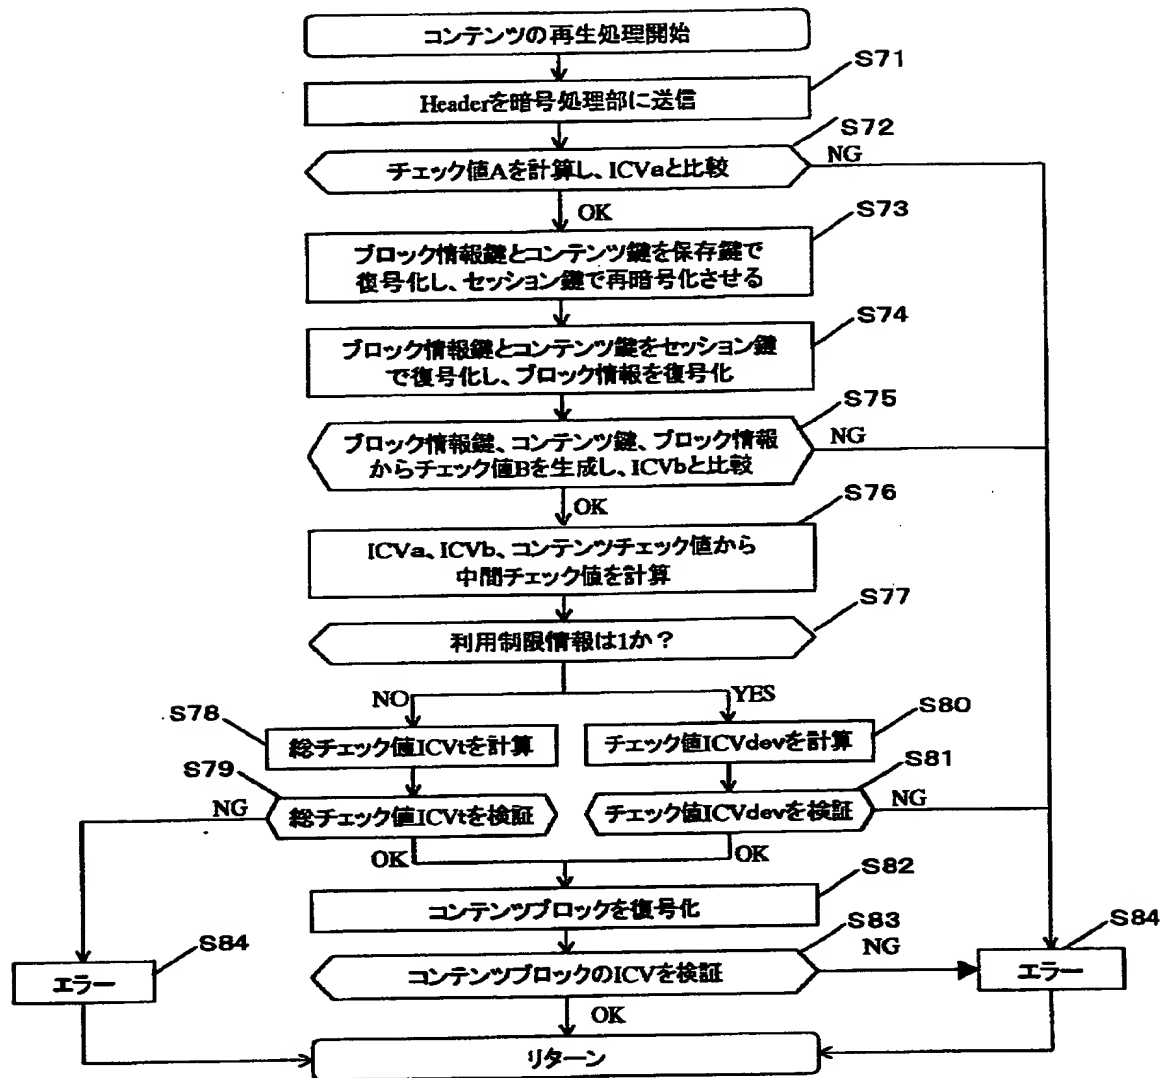 コンテンツの再生処理開始
S71
Headerを暗号処理部に送信
S72
チェック値Aを計算し、ICVaと比較
NG
OK
S73
ブロック情報鍵とコンテンツ鍵を保存鍵で
復号化し、セッション鍵で再暗号化させる
S74
ブロック情報鍵とコンテンツ鍵をセッション鍵
で復号化し、ブロック情報を復号化
S75
ブロック情報鍵、コンテンツ鍵、ブロック情報
からチェック値Bを生成し、ICVbと比較
NG
OK
S76
ICVa、ICVb、コンテンツチェック値から
中間チェック値を計算
S77
利用制限情報は1か？
NO
YES
S78
総チェック値ICVtを計算
S80
チェック値ICVdevを計算
S79
NG
総チェック値ICVtを検証
S81
チェック値ICVdevを検証
NG
OK
OK
S82
コンテンツブロックを復号化
S83
コンテンツブロックのICVを検証
NG
S84
エラー
S84
エラー
OK
リターン